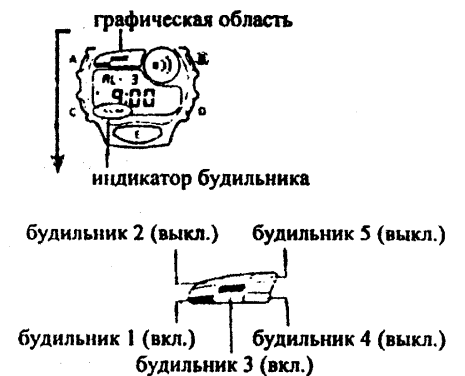 графическая область
A
B
AL- 3
9:00
C
D
E
индикатор будильника
будильник 2 (выкл.)
будильник 5 (выкл.)
будильник 1 (вкл.)
будильник 4 (выкл.)
будильник 3 (вкл.)